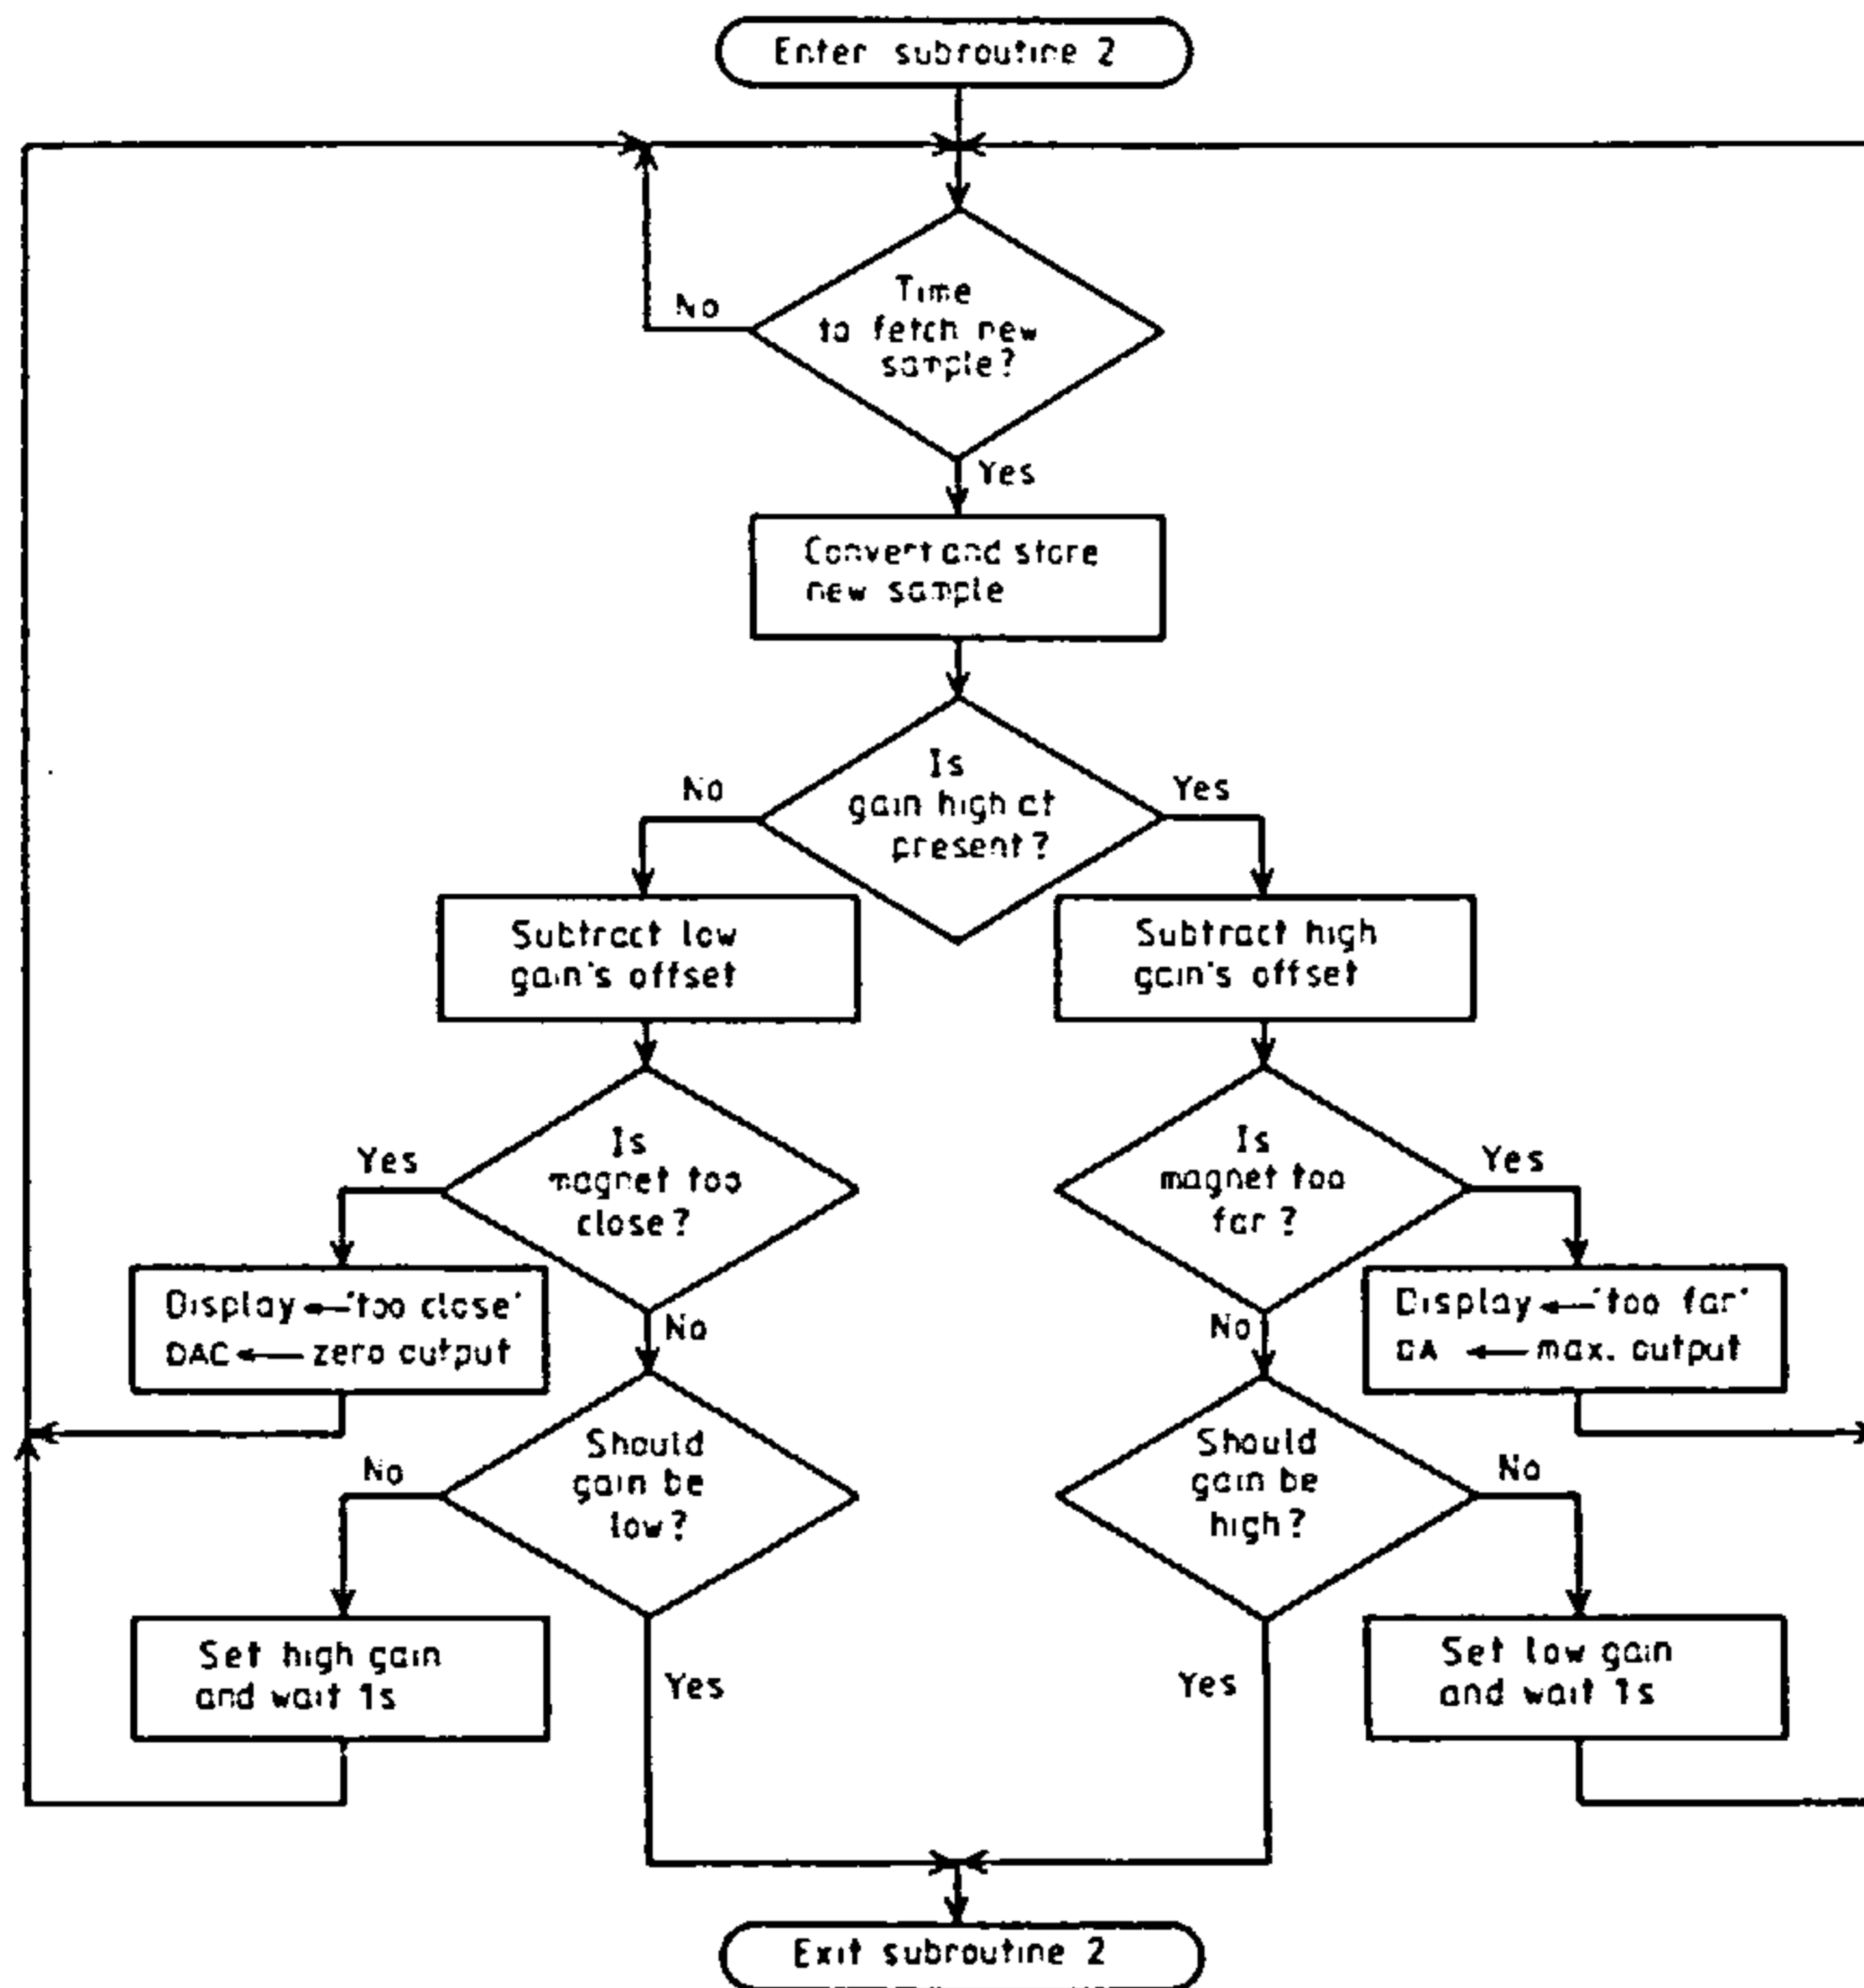 Enter subroutine 2
Time
to fetch new
sample?
No
Yes
Convert and store
new sample
Is
gain high at
present?
No
Yes
Subtract low
gain's offset
Subtract high
gain's offset
Is
magnet too
close?
Yes
No
Is
magnet too
far?
Yes
No
Display ← 'too close'
DAC ← zero output
Display ← 'too far'
DA ← max. output
Should
gain be
low?
No
Yes
Should
gain be
high?
No
Yes
Set high gain
and wait 1s
Set low gain
and wait 1s
Exit subroutine 2